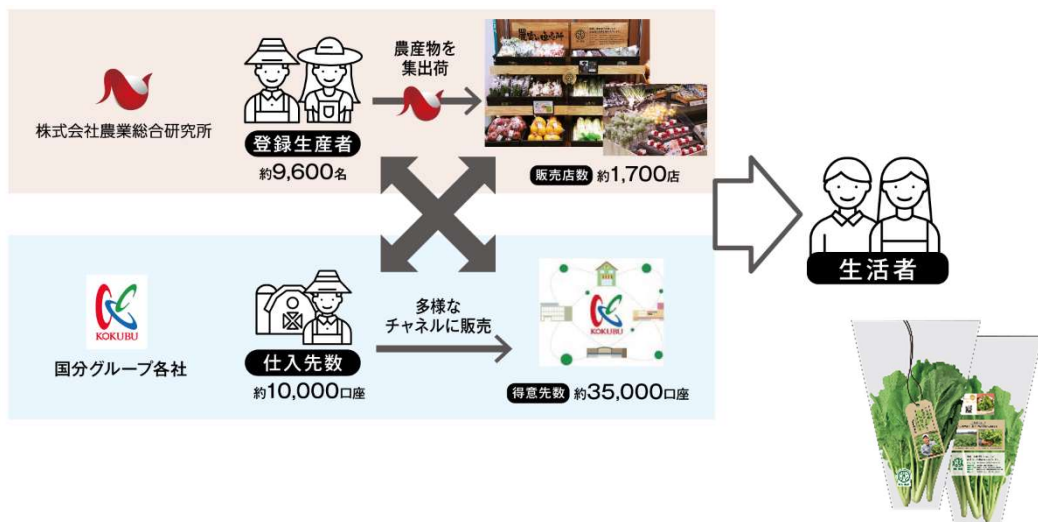 株式会社農業総合研究所
登録生産者
約9,600名
農産物を
集出荷
販売店数 約1,700店
KOKUBU
国分グループ各社
仕入先数
約10,000口座
多様な
チャネルに販売
KOKUBU
得意先数 約35,000口座
生活者